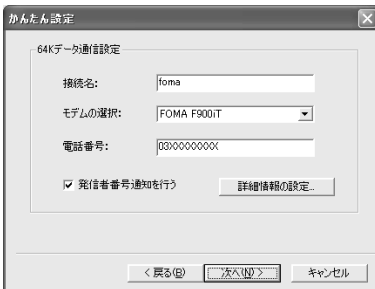 かんたん設定
64Kデータ通信設定
接続名: foma
モデムの選択: FOMA F900iT
電話番号: 03XXXXXXXX
発信者番号通知を行う 詳細情報の設定...
< 戻る(B) 次へ(N) > キャンセル